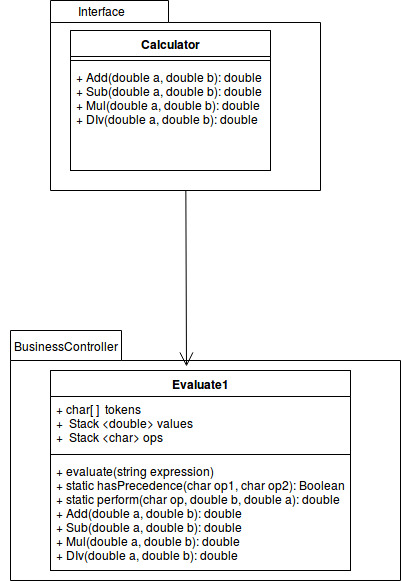 Interface
Calculator
+ Add(double a, double b): double
+ Sub(double a, double b): double
+ Mul(double a, double b): double
+ DIv(double a, double b): double
BusinessController
Evaluate1
+ char[ ] tokens
+ Stack <double> values
+ Stack <char> ops
+ evaluate(string expression)
+ static hasPrecedence(char op1, char op2): Boolean
+ static perform(char op, double b, double a): double
+ Add(double a, double b): double
+ Sub(double a, double b): double
+ Mul(double a, double b): double
+ DIv(double a, double b): double